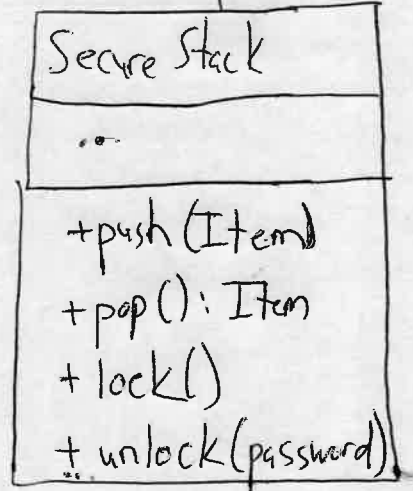 Secure Stack
...
+push(Item)
+pop(): Item
+ lock()
+ unlock(password)